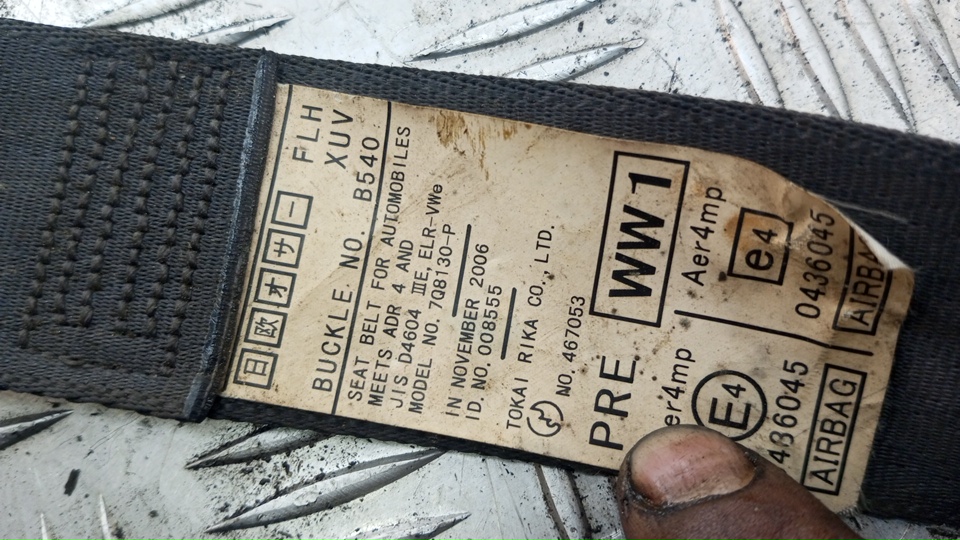 日 欧 オ サ ー FLH
XUV
BUCKLE NO. B540
SEAT BELT FOR AUTOMOBILES
MEETS ADR 4 AND
JIS D4604 ⅢE, ELR-VWe
MODEL NO. 7Q8130-P
IN NOVEMBER 2006
ID. NO. 008555
TOKAI RIKA CO., LTD.
NO. 467053
PRE WW1
er4mp Aer4mp
E4 e4
436045 0436045
AIRBAG AIRBA